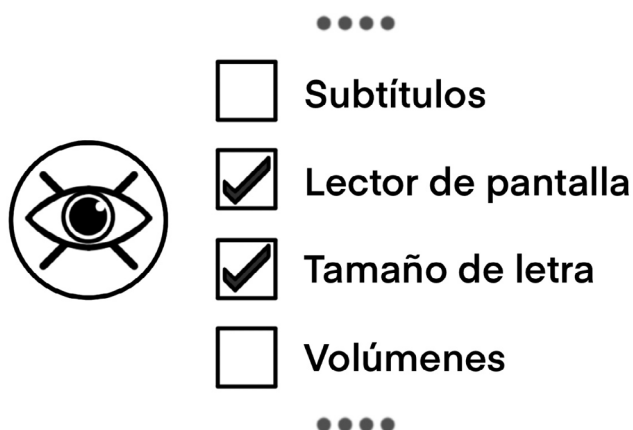 Subtítulos
Lector de pantalla
Tamaño de letra
Volúmenes